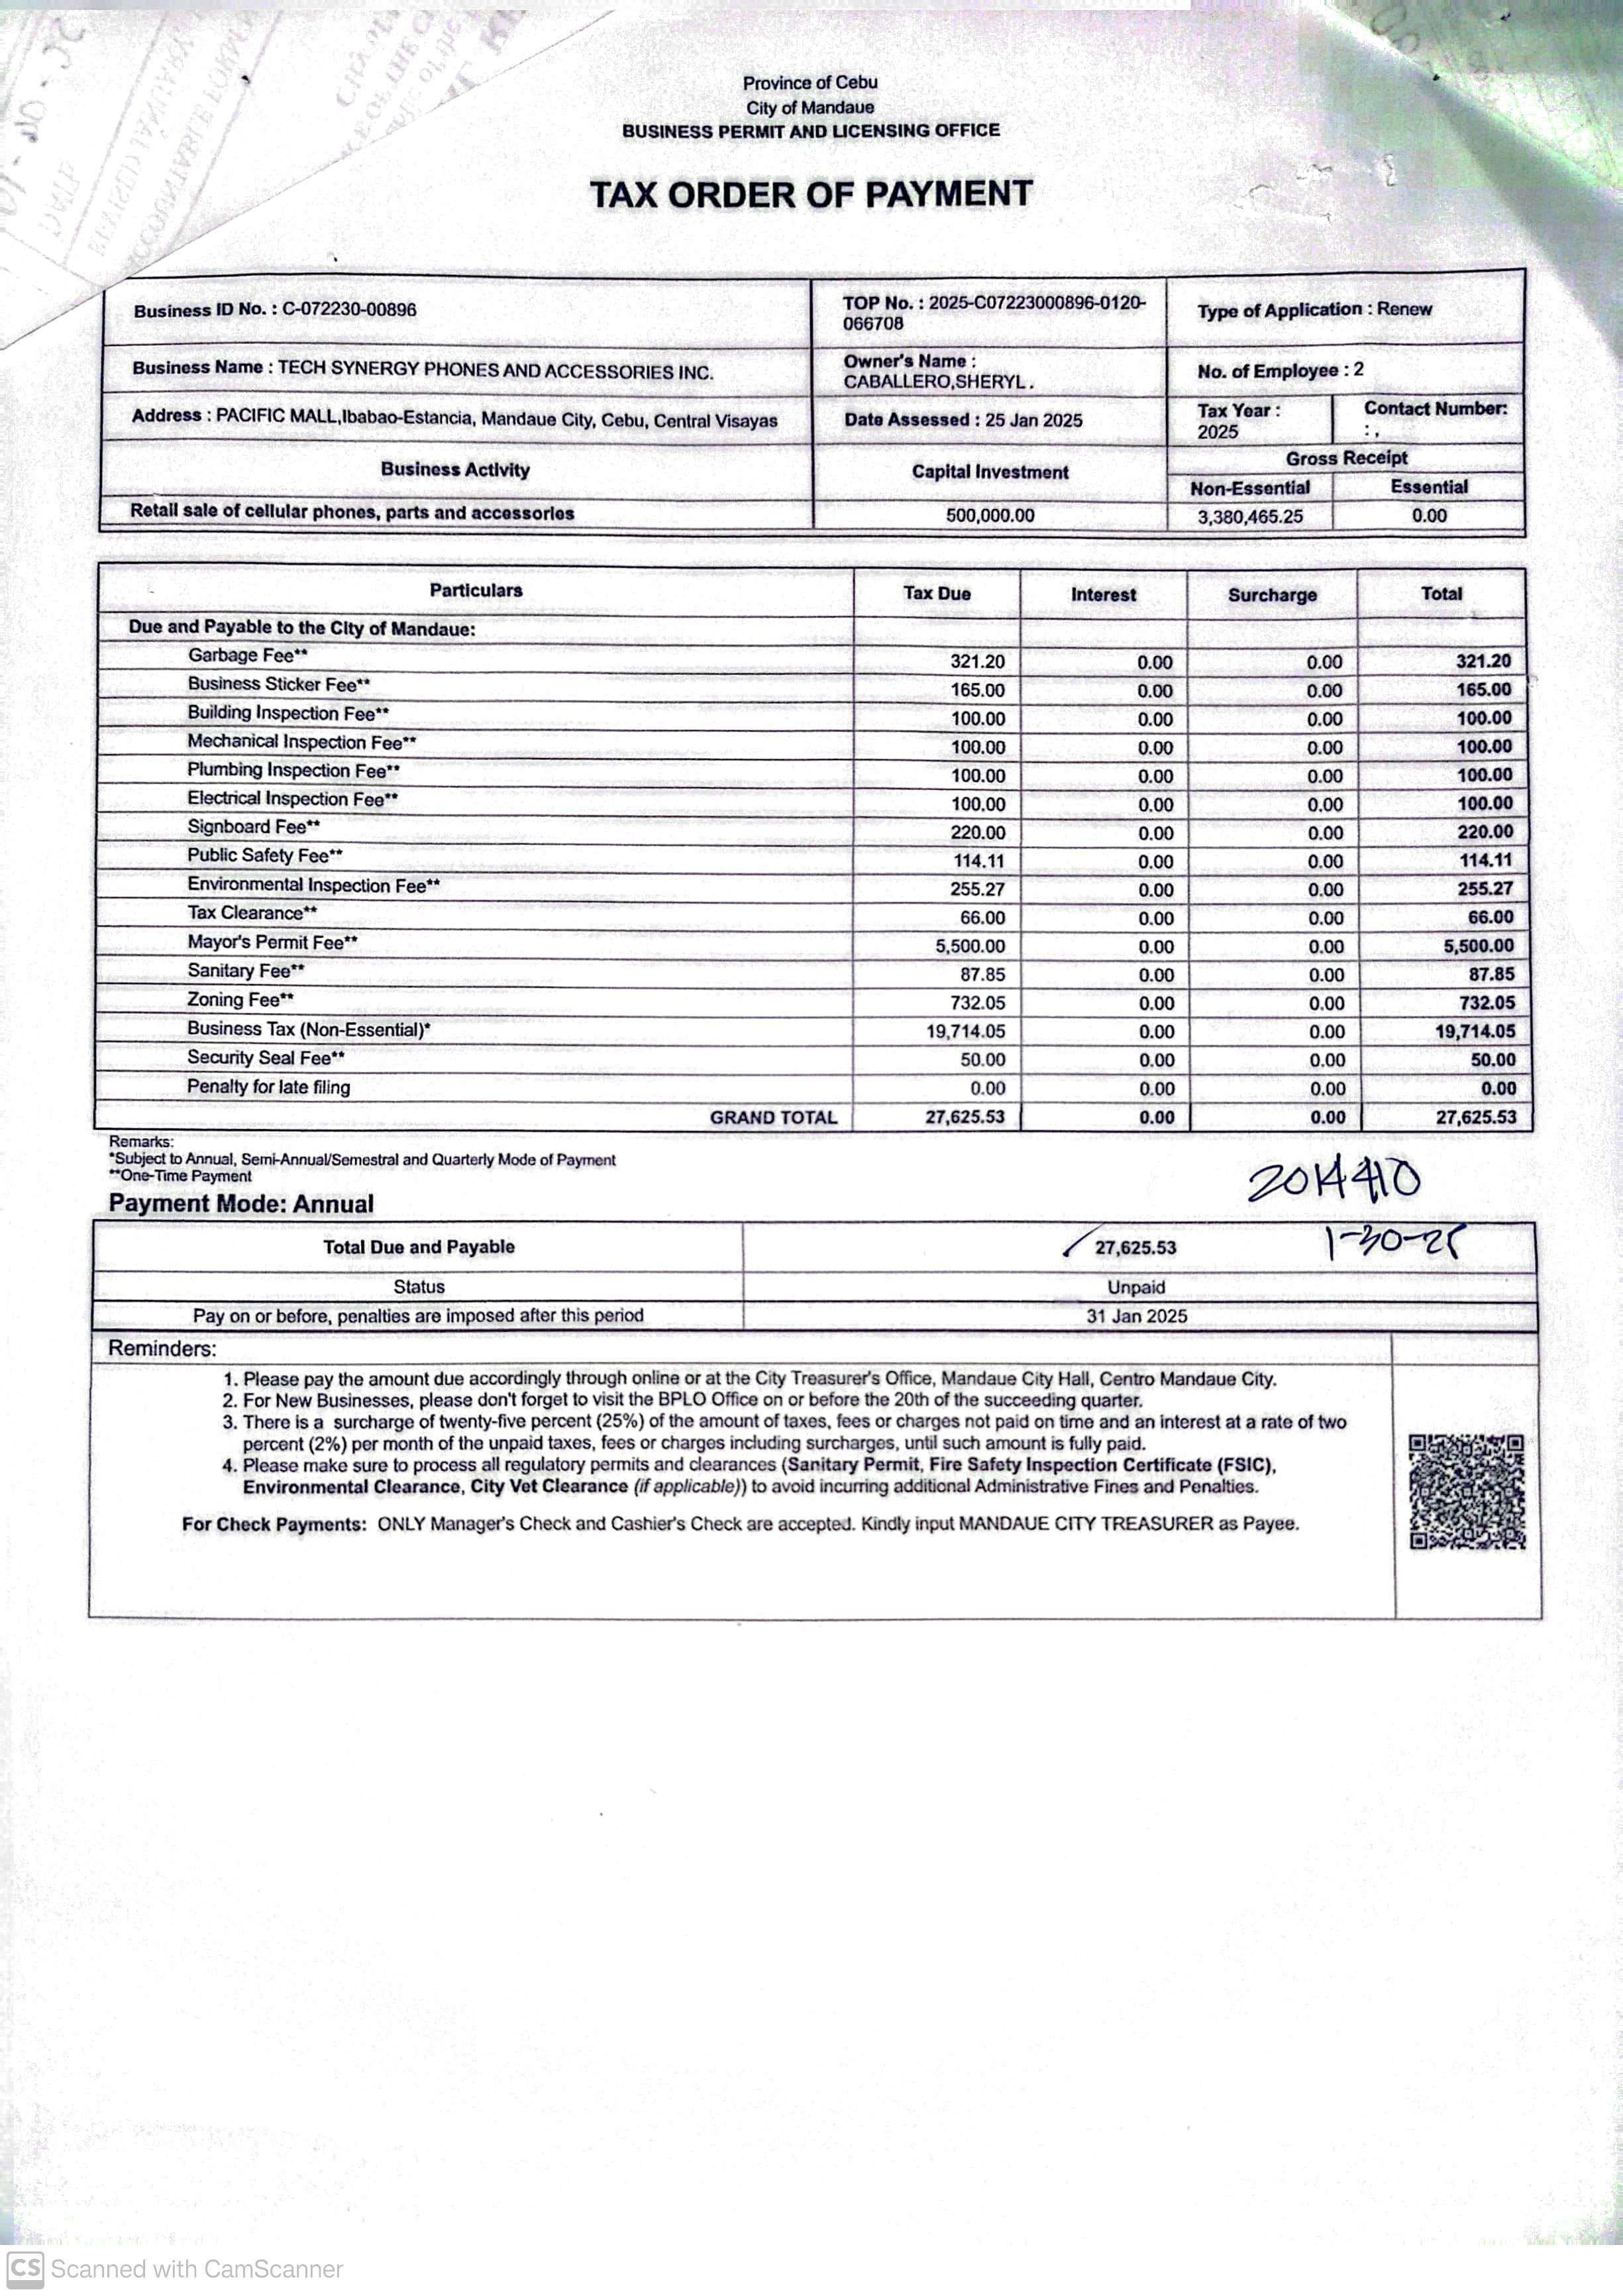 Province of Cebu
City of Mandaue
BUSINESS PERMIT AND LICENSING OFFICE
TAX ORDER OF PAYMENT
Business ID No. : C-072230-00896
TOP No. : 2025-C07223000896-0120-066708
Type of Application : Renew
Business Name : TECH SYNERGY PHONES AND ACCESSORIES INC.
Owner's Name : CABALLERO,SHERYL .
No. of Employee : 2
Address : PACIFIC MALL,Ibabao-Estancia, Mandaue City, Cebu, Central Visayas
Date Assessed : 25 Jan 2025
Tax Year : 2025
Contact Number: : ,
Business Activity Capital Investment Gross Receipt
Non-Essential Essential
Retail sale of cellular phones, parts and accessories 500,000.00 3,380,465.25 0.00
Particulars Tax Due Interest Surcharge Total
Due and Payable to the City of Mandaue:
Garbage Fee** 321.20 0.00 0.00 321.20
Business Sticker Fee** 165.00 0.00 0.00 165.00
Building Inspection Fee** 100.00 0.00 0.00 100.00
Mechanical Inspection Fee** 100.00 0.00 0.00 100.00
Plumbing Inspection Fee** 100.00 0.00 0.00 100.00
Electrical Inspection Fee** 100.00 0.00 0.00 100.00
Signboard Fee** 220.00 0.00 0.00 220.00
Public Safety Fee** 114.11 0.00 0.00 114.11
Environmental Inspection Fee** 255.27 0.00 0.00 255.27
Tax Clearance** 66.00 0.00 0.00 66.00
Mayor's Permit Fee** 5,500.00 0.00 0.00 5,500.00
Sanitary Fee** 87.85 0.00 0.00 87.85
Zoning Fee** 732.05 0.00 0.00 732.05
Business Tax (Non-Essential)* 19,714.05 0.00 0.00 19,714.05
Security Seal Fee** 50.00 0.00 0.00 50.00
Penalty for late filing 0.00 0.00 0.00 0.00
GRAND TOTAL 27,625.53 0.00 0.00 27,625.53
Remarks:
*Subject to Annual, Semi-Annual/Semestral and Quarterly Mode of Payment
**One-Time Payment
2014410
Payment Mode: Annual
Total Due and Payable 27,625.53 1-30-25
Status Unpaid
Pay on or before, penalties are imposed after this period 31 Jan 2025
Reminders:
1. Please pay the amount due accordingly through online or at the City Treasurer's Office, Mandaue City Hall, Centro Mandaue City.
2. For New Businesses, please don't forget to visit the BPLO Office on or before the 20th of the succeeding quarter.
3. There is a surcharge of twenty-five percent (25%) of the amount of taxes, fees or charges not paid on time and an interest at a rate of two
percent (2%) per month of the unpaid taxes, fees or charges including surcharges, until such amount is fully paid.
4. Please make sure to process all regulatory permits and clearances (Sanitary Permit, Fire Safety Inspection Certificate (FSIC),
Environmental Clearance, City Vet Clearance (if applicable)) to avoid incurring additional Administrative Fines and Penalties.
For Check Payments: ONLY Manager's Check and Cashier's Check are accepted. Kindly input MANDAUE CITY TREASURER as Payee.
CS Scanned with CamScanner